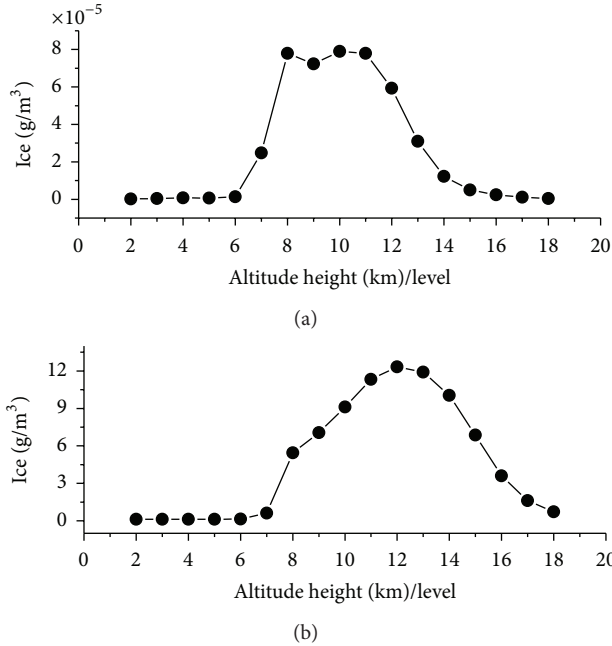 ×10⁻⁵
8
4
0
Ice (g/m³)
0 2 4 6 8 10 12 14 16 18 20
Altitude height (km)/level
(a)
12
9
6
3
0
Ice (g/m³)
0 2 4 6 8 10 12 14 16 18 20
Altitude height (km)/level
(b)